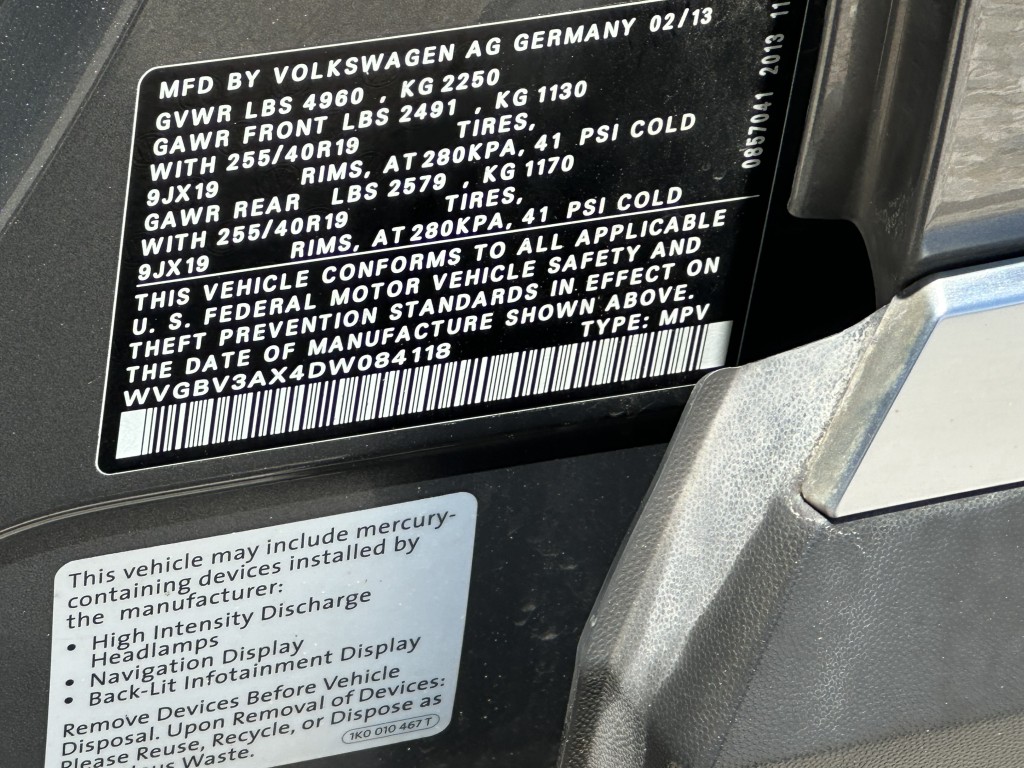 MFD BY VOLKSWAGEN AG GERMANY 02/13
GVWR LBS 4960 , KG 2250
GAWR FRONT LBS 2491 , KG 1130
WITH 255/40R19 TIRES,
9JX19 RIMS, AT 280KPA, 41 PSI COLD
GAWR REAR LBS 2579 , KG 1170
WITH 255/40R19 TIRES,
9JX19 RIMS, AT 280KPA, 41 PSI COLD
THIS VEHICLE CONFORMS TO ALL APPLICABLE
U. S. FEDERAL MOTOR VEHICLE SAFETY AND
THEFT PREVENTION STANDARDS IN EFFECT ON
THE DATE OF MANUFACTURE SHOWN ABOVE.
WVGBV3AX4DW084118 TYPE: MPV
0857041 2013 11
This vehicle may include mercury-
containing devices installed by
the manufacturer:
• High Intensity Discharge
Headlamps
• Navigation Display
• Back-Lit Infotainment Display
Remove Devices Before Vehicle
Disposal. Upon Removal of Devices:
Please Reuse, Recycle, or Dispose as
Waste.
1K0 010 467 T